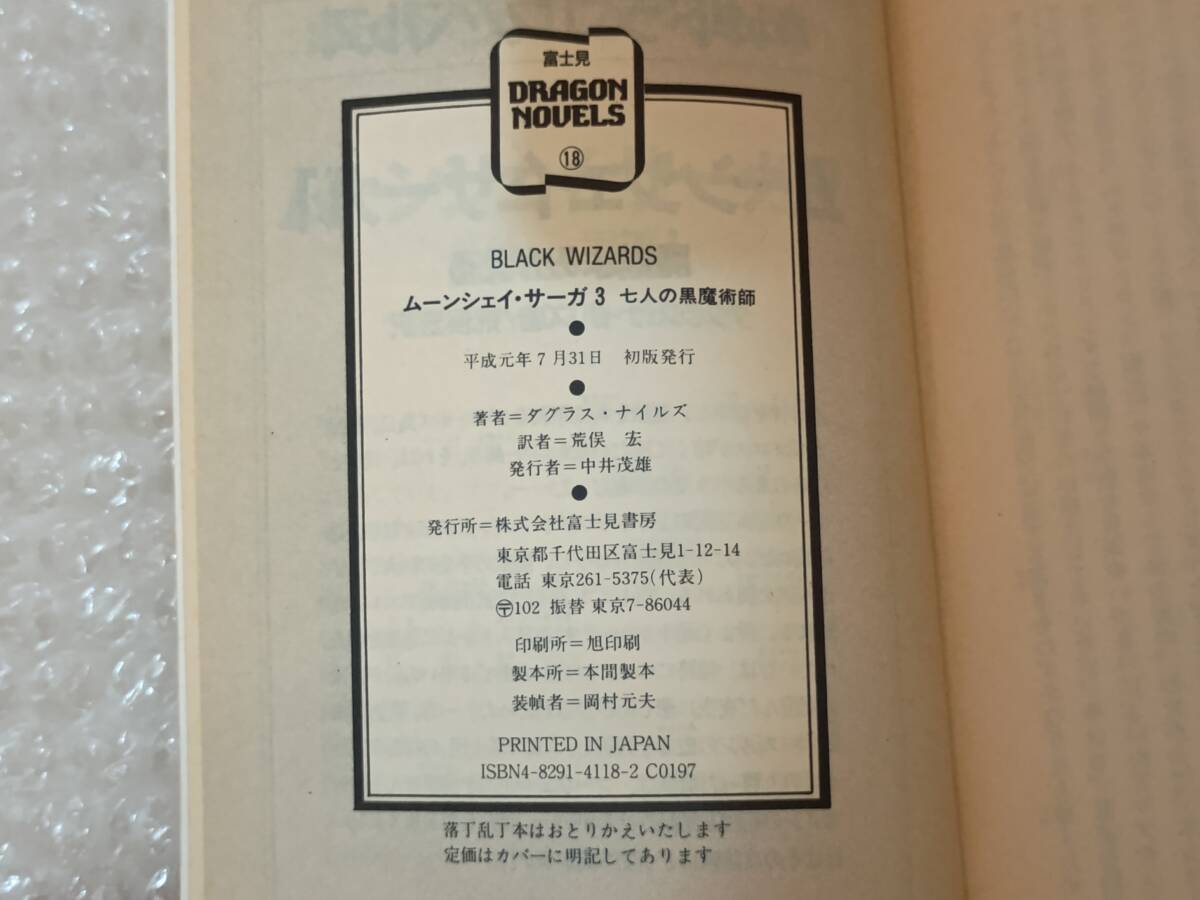 富士見
DRAGON
NOVELS
⑱
BLACK WIZARDS
ムーンシェイ・サーガ 3 七人の黒魔術師
●
平成元年7月31日 初版発行
●
著者=ダグラス・ナイルズ
訳者=荒俣 宏
発行者=中井茂雄
●
発行所=株式会社富士見書房
東京都千代田区富士見1-12-14
電話 東京261-5375(代表)
〶102 振替 東京7-86044
印刷所=旭印刷
製本所=本間製本
装幀者=岡村元夫
PRINTED IN JAPAN
ISBN4-8291-4118-2 C0197
落丁乱丁本はおとりかえいたします
定価はカバーに明記してあります